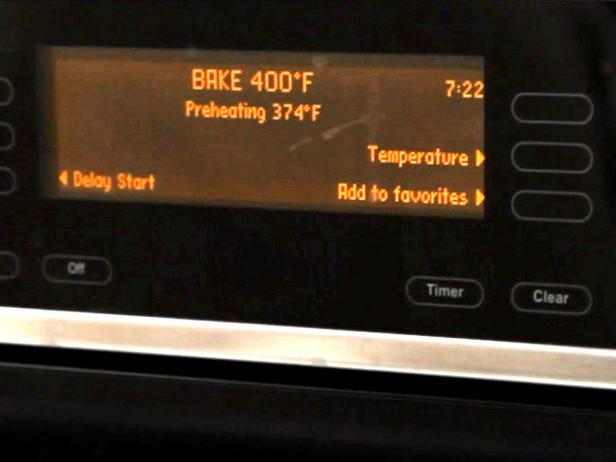 BAKE 400°F
7:22
Preheating 374°F
Temperature
Delay Start
Add to favorites
Off
Timer
Clear